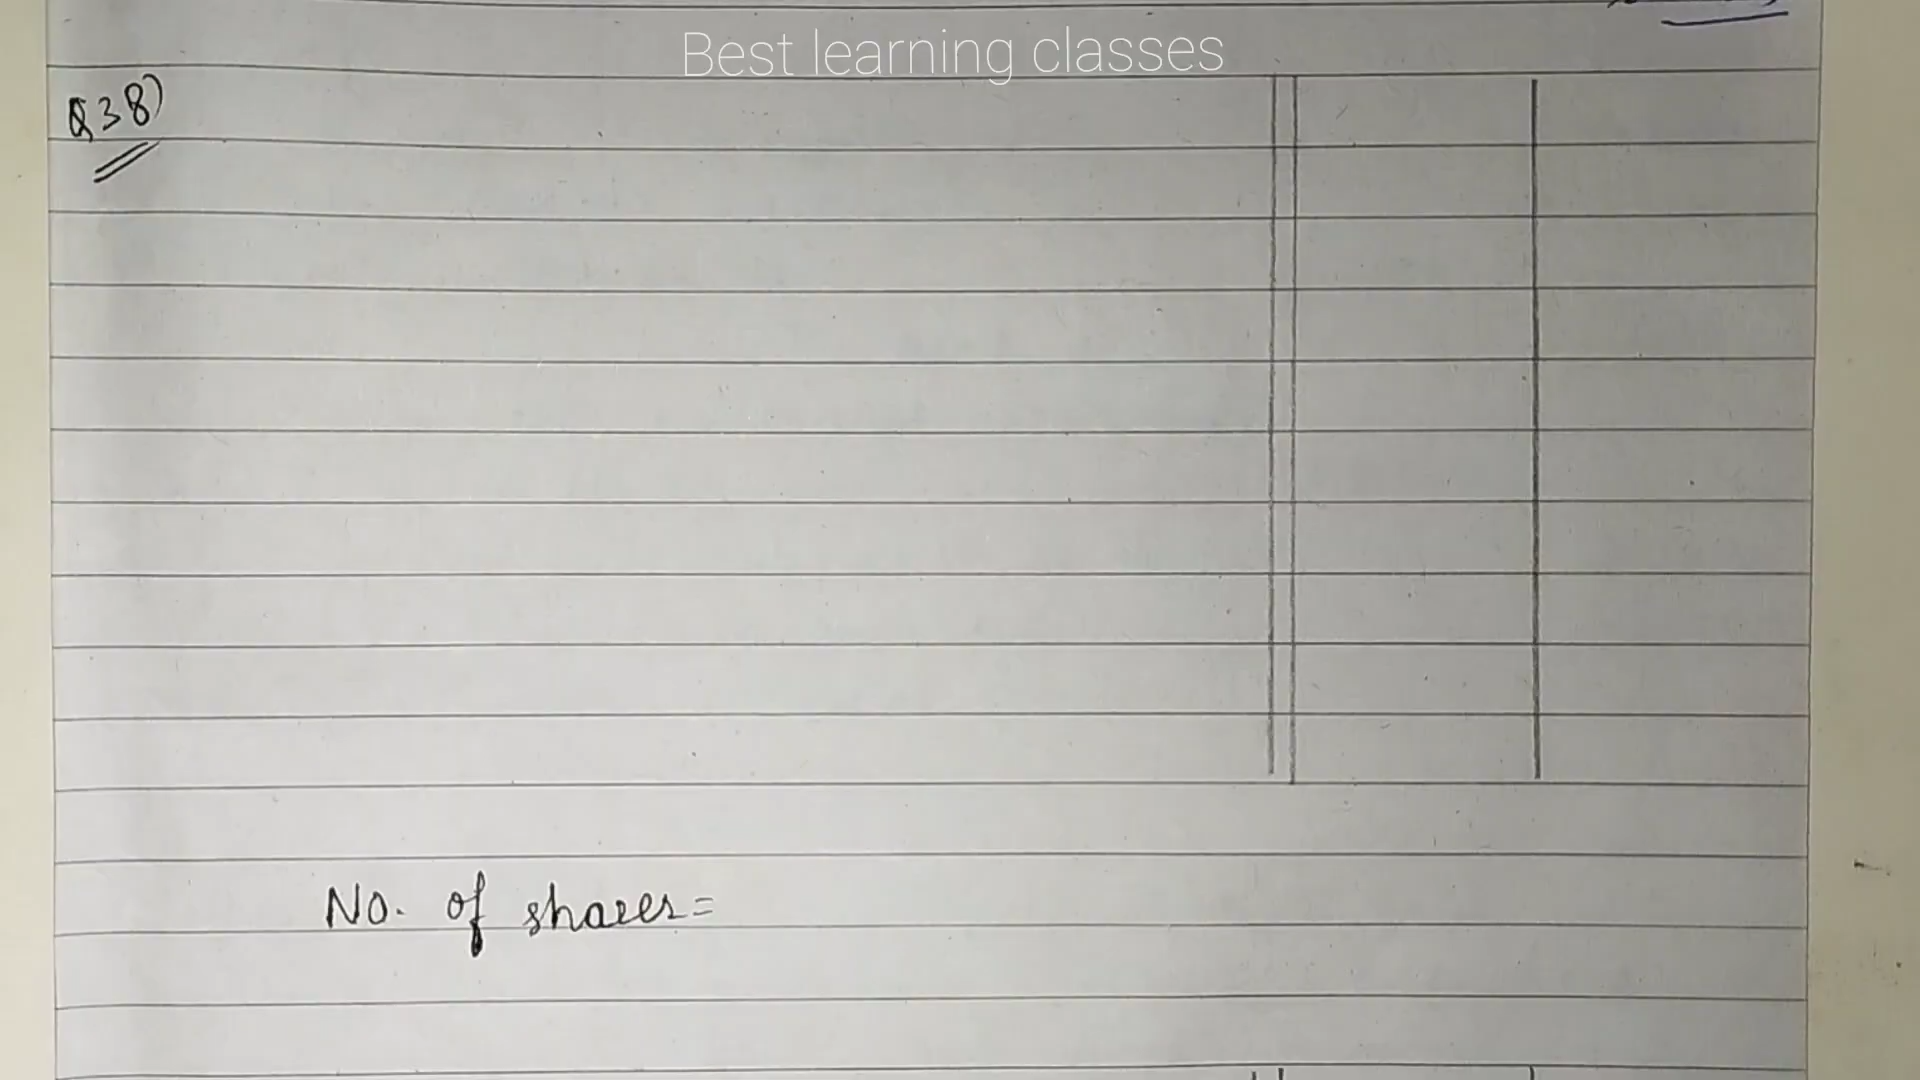 Best learning classes
Q38)
No. of shares=